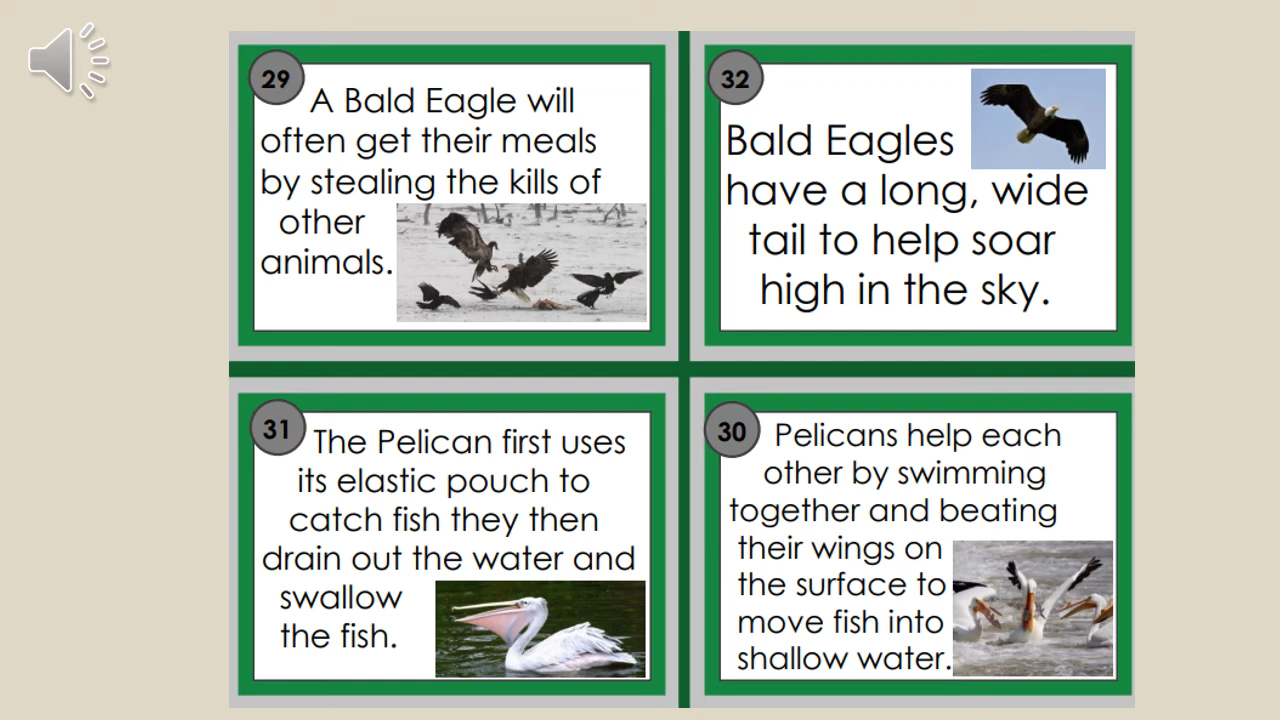 29
A Bald Eagle will
often get their meals
by stealing the kills of
other
animals.
32
Bald Eagles
have a long, wide
tail to help soar
high in the sky.
31
The Pelican first uses
its elastic pouch to
catch fish they then
drain out the water and
swallow
the fish.
30
Pelicans help each
other by swimming
together and beating
their wings on
the surface to
move fish into
shallow water.